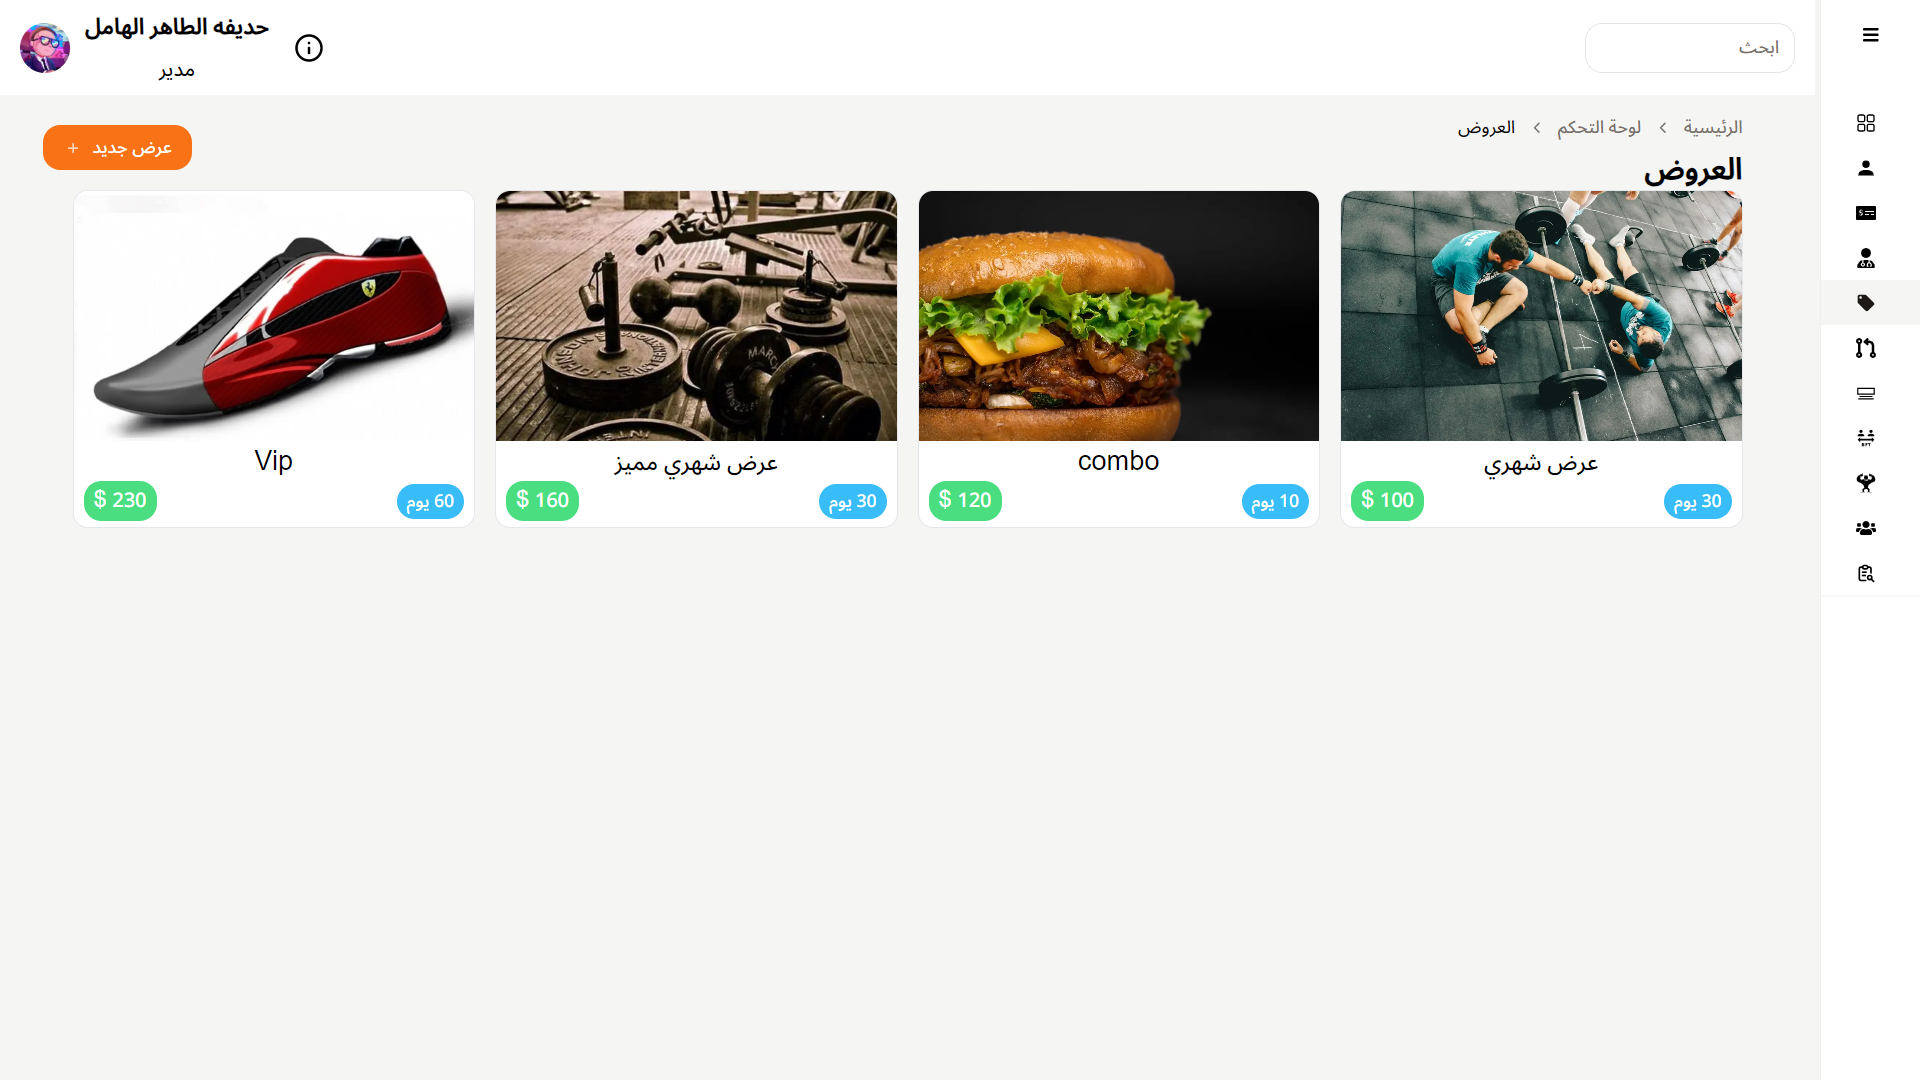 حديفه الطاهر الهامل
مدير
ابحث
الرئيسية
لوحة التحكم
العروض
العروض
عرض جديد +
عرض شهري
30 يوم
100 $
combo
10 يوم
120 $
عرض شهري مميز
30 يوم
160 $
Vip
60 يوم
230 $
MARCY